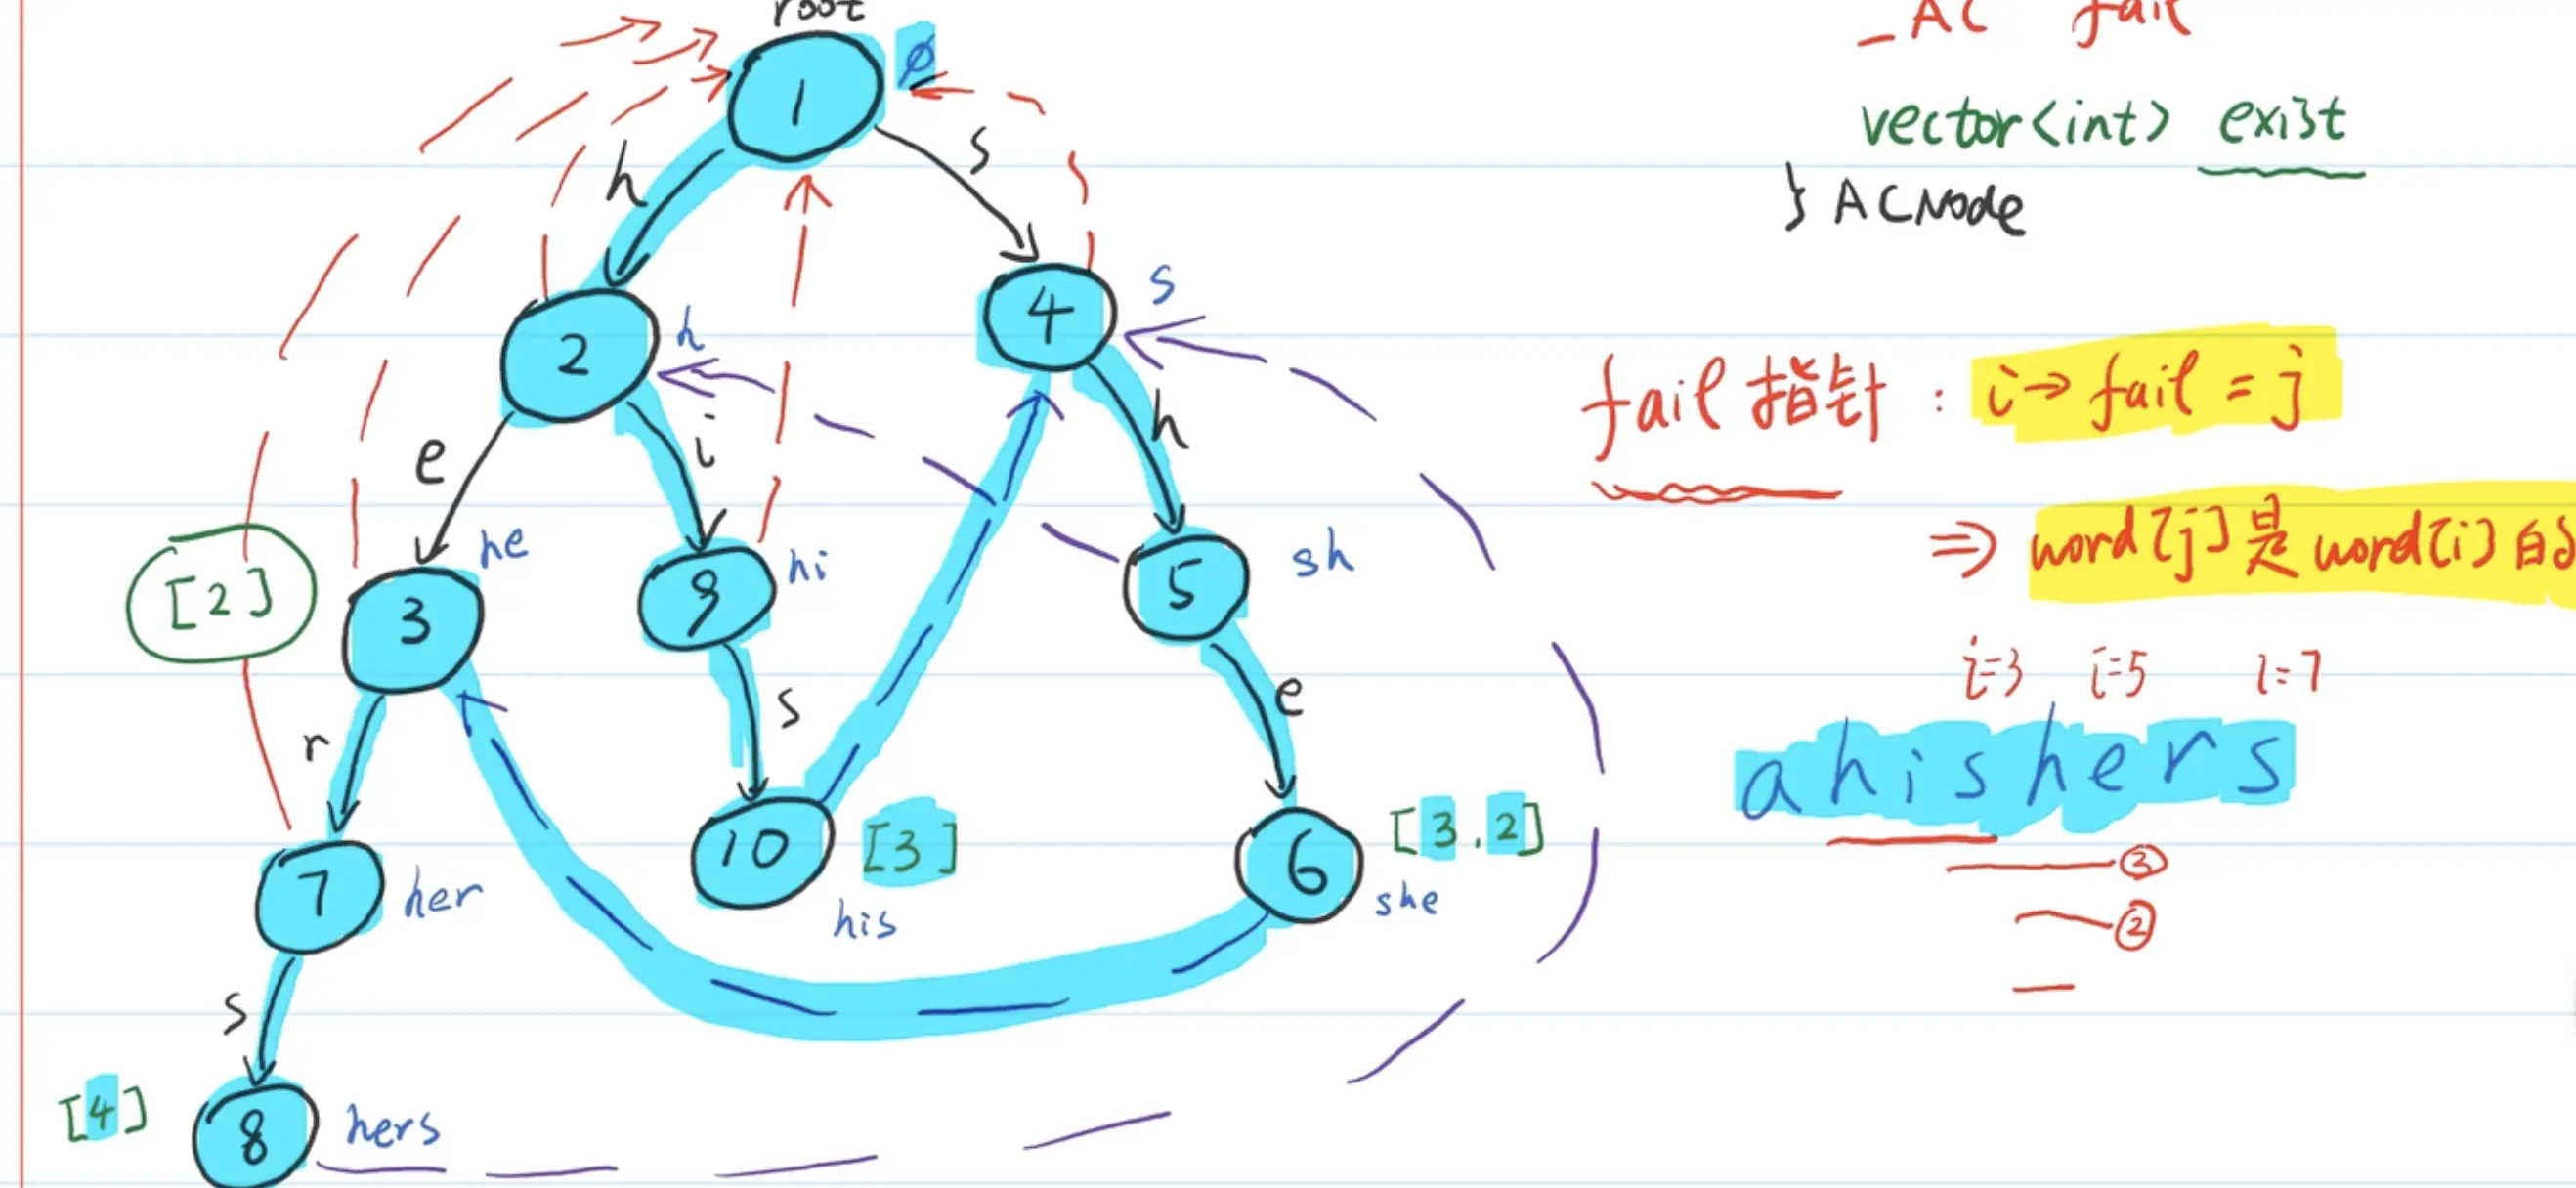 root
1
ϕ
h
s
2
h
4
s
e
i
h
[2]
3
he
9
hi
5
sh
r
s
e
7
her
10
[3]
his
6
[3,2]
she
s
[4]
8
hers
_AC fail
vector<int> exist
} ACNode
fail 指针 : i→fail = j
⇒ word[j] 是 word[i] 的
i=3 i=5 i=7
ahishers
③
②